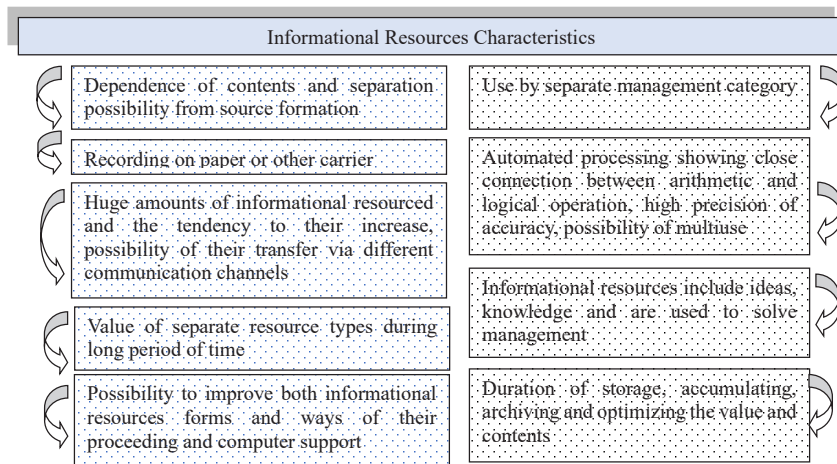 Informational Resources Characteristics
Dependence of contents and separation
possibility from source formation
Recording on paper or other carrier
Huge amounts of informational resourced
and the tendency to their increase,
possibility of their transfer via different
communication channels
Value of separate resource types during
long period of time
Possibility to improve both informational
resources forms and ways of their
proceeding and computer support
Use by separate management category
Automated processing showing close
connection between arithmetic and
logical operation, high precision of
accuracy, possibility of multiuse
Informational resources include ideas,
knowledge and are used to solve
management
Duration of storage, accumulating,
archiving and optimizing the value and
contents